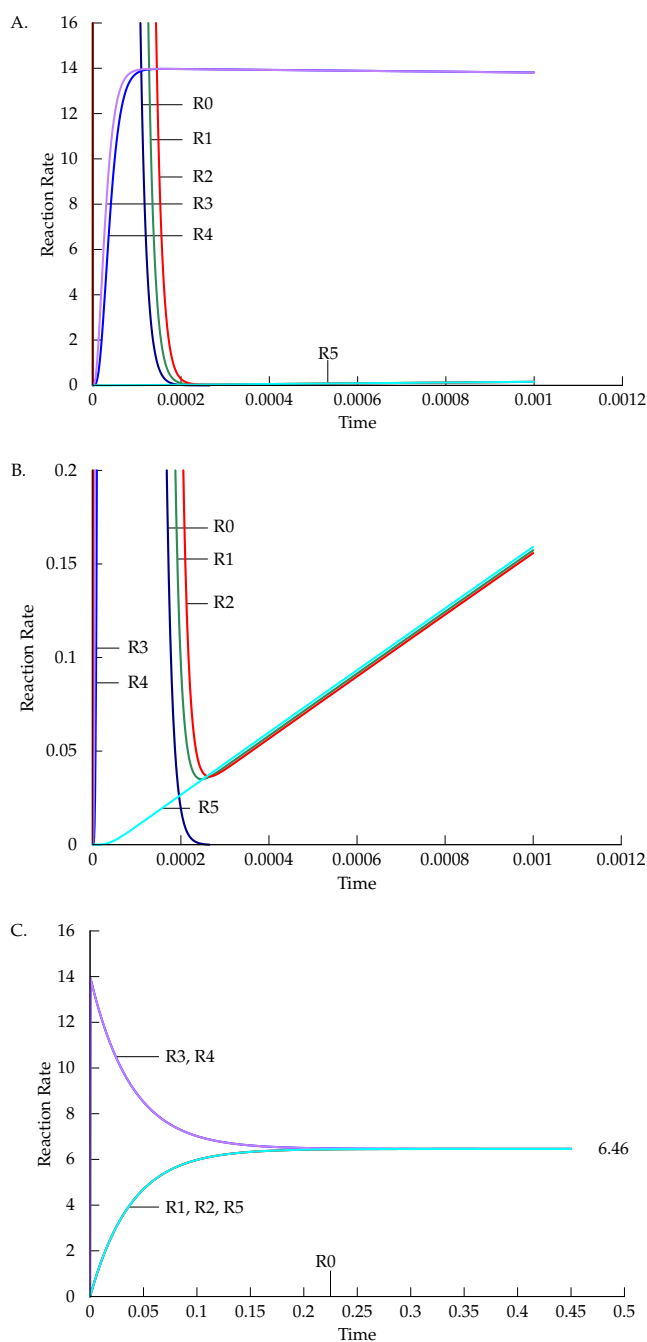 A.
16
14
12
10
8
6
4
2
0
Reaction Rate
R0
R1
R2
R3
R4
R5
0 0.0002 0.0004 0.0006 0.0008 0.001 0.0012
Time
B.
0.2
0.15
0.1
0.05
0
Reaction Rate
R0
R1
R2
R3
R4
R5
0 0.0002 0.0004 0.0006 0.0008 0.001 0.0012
Time
C.
16
14
12
10
8
6
4
2
0
Reaction Rate
R3, R4
6.46
R1, R2, R5
R0
0 0.05 0.1 0.15 0.2 0.25 0.3 0.35 0.4 0.45 0.5
Time